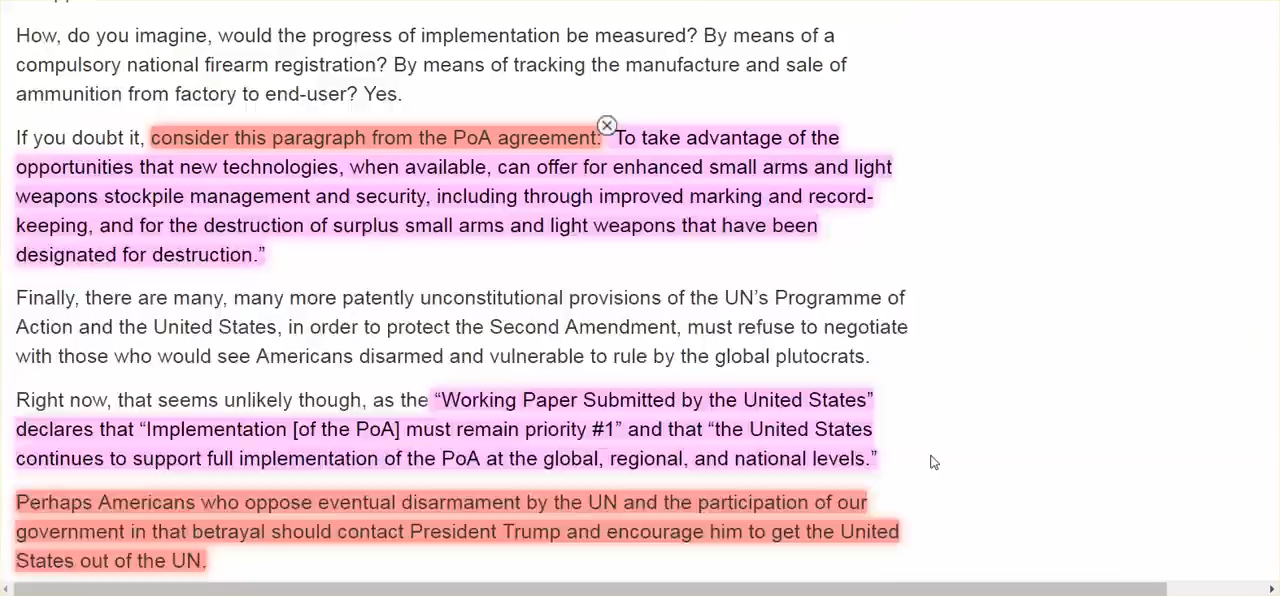 How, do you imagine, would the progress of implementation be measured? By means of a
compulsory national firearm registration? By means of tracking the manufacture and sale of
ammunition from factory to end-user? Yes.
If you doubt it, consider this paragraph from the PoA agreement: “To take advantage of the
opportunities that new technologies, when available, can offer for enhanced small arms and light
weapons stockpile management and security, including through improved marking and record-
keeping, and for the destruction of surplus small arms and light weapons that have been
designated for destruction.”
Finally, there are many, many more patently unconstitutional provisions of the UN’s Programme of
Action and the United States, in order to protect the Second Amendment, must refuse to negotiate
with those who would see Americans disarmed and vulnerable to rule by the global plutocrats.
Right now, that seems unlikely though, as the “Working Paper Submitted by the United States”
declares that “Implementation [of the PoA] must remain priority #1” and that “the United States
continues to support full implementation of the PoA at the global, regional, and national levels.”
Perhaps Americans who oppose eventual disarmament by the UN and the participation of our
government in that betrayal should contact President Trump and encourage him to get the United
States out of the UN.